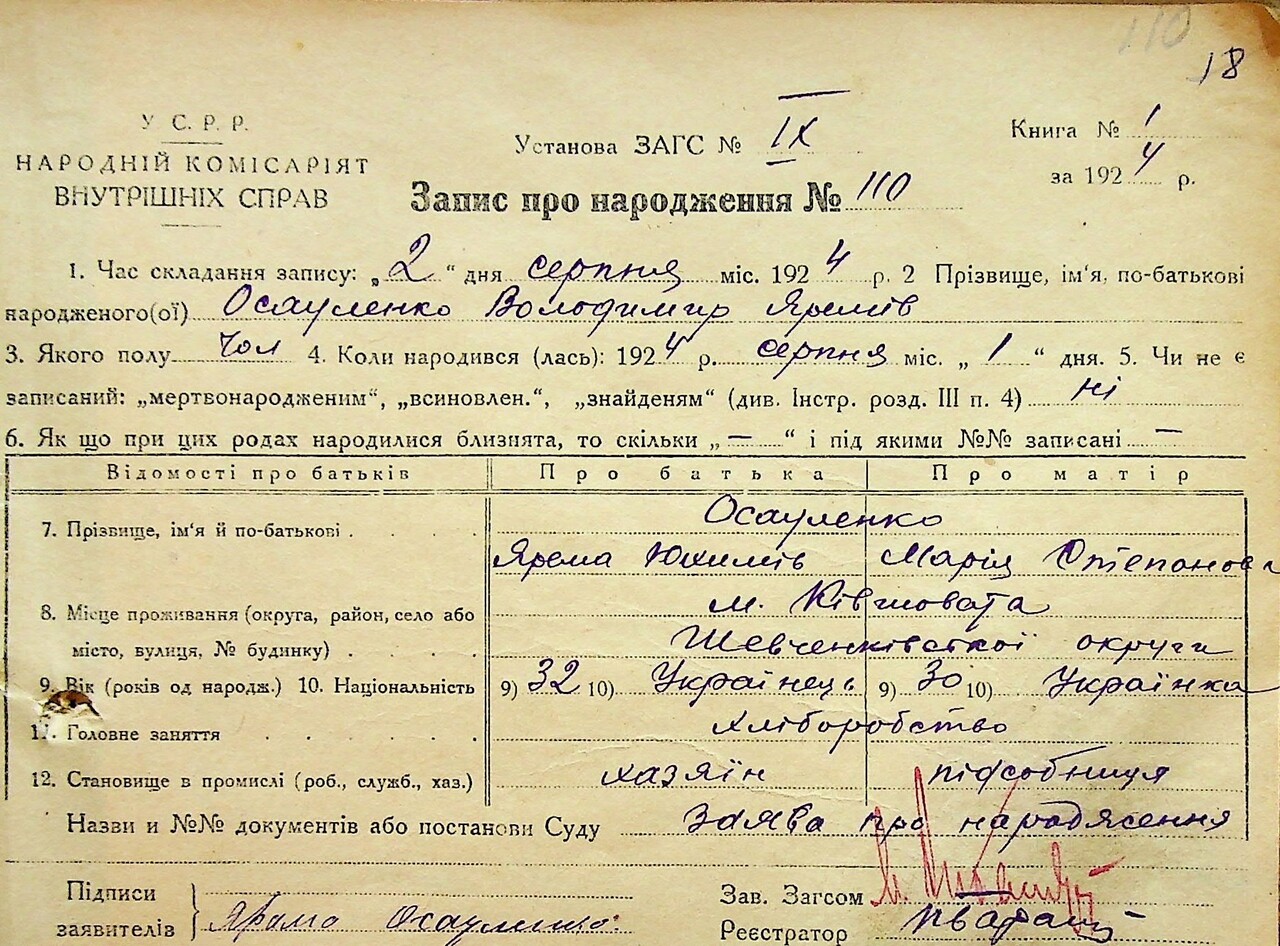 110
18
У С. Р. Р.
НАРОДНІЙ КОМІСАРІЯТ
ВНУТРІШНІХ СПРАВ
Установа ЗАГС № IX
Книга № 1
за 1924 р.
Запис про народження № 110
1. Час складання запису: „2“ дня серпня міс. 1924 р. 2 Прізвище, ім‘я, по-батькові
народженого(ої) Осауленко Володимир Яремів
3. Якого полу чол 4. Коли народився (лась): 1924 р. серпня міс. „1“ дня. 5. Чи не є
записаний: „мертвонародженим“, „всиновлен.“, „знайденям“ (див. Інстр. розд. III п. 4) ні
6. Як що при цих родах народилися близнята, то скільки „—“ і під якими №№ записані —
Відомості про батьків Про батька Про матір
7. Прізвище, ім‘я й по-батькові Осауленко
Ярема Юхимів Марія Степанова
8. Місце проживання (округа, район, село або м. Ківшовата
місто, вулиця, № будинку) Шевченківської округи
9. Вік (років од народж.) 10. Національність 9) 32 10) Українець 9) 30 10) Українка
11. Головне заняття хліборобство
12. Становище в промислі (роб., служб., хаз.) хазяїн підсобниця
Назви и №№ документів або постанови Суду заява про народження
Підписи
заявителів } Ярема Осауленко
Зав. Загсом
Реєстратор